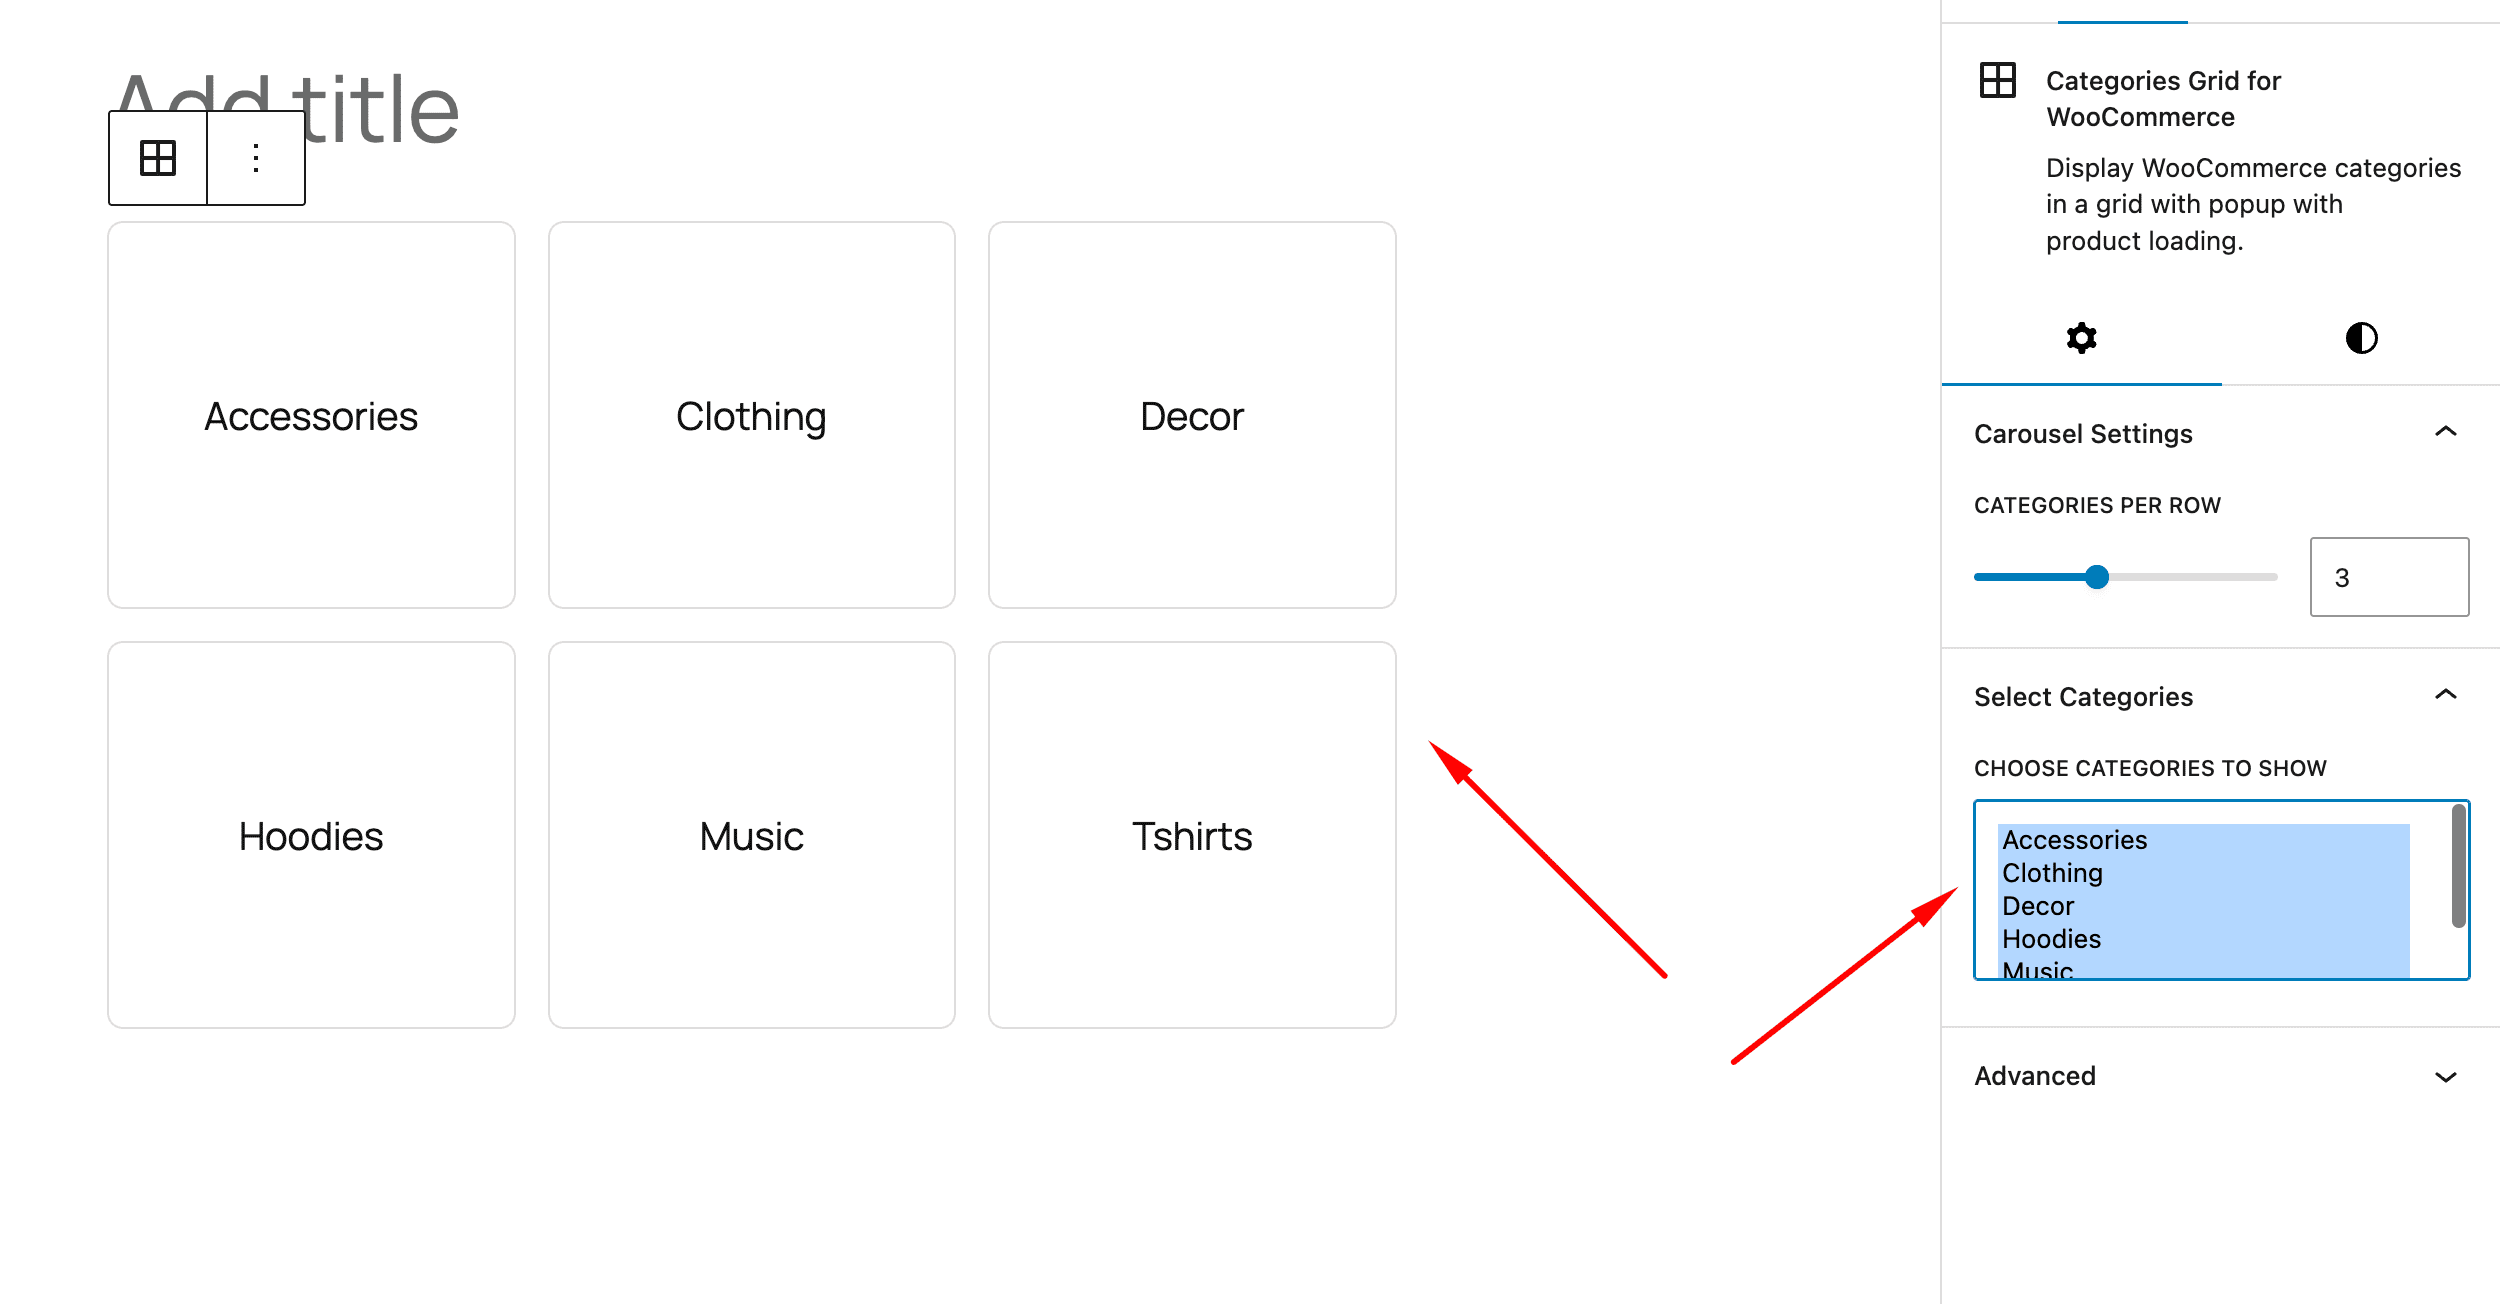 Add title
Accessories
Clothing
Decor
Hoodies
Music
Tshirts
Categories Grid for
WooCommerce
Display WooCommerce categories
in a grid with popup with
product loading.
Carousel Settings
CATEGORIES PER ROW
3
Select Categories
CHOOSE CATEGORIES TO SHOW
Accessories
Clothing
Decor
Hoodies
Music
Advanced